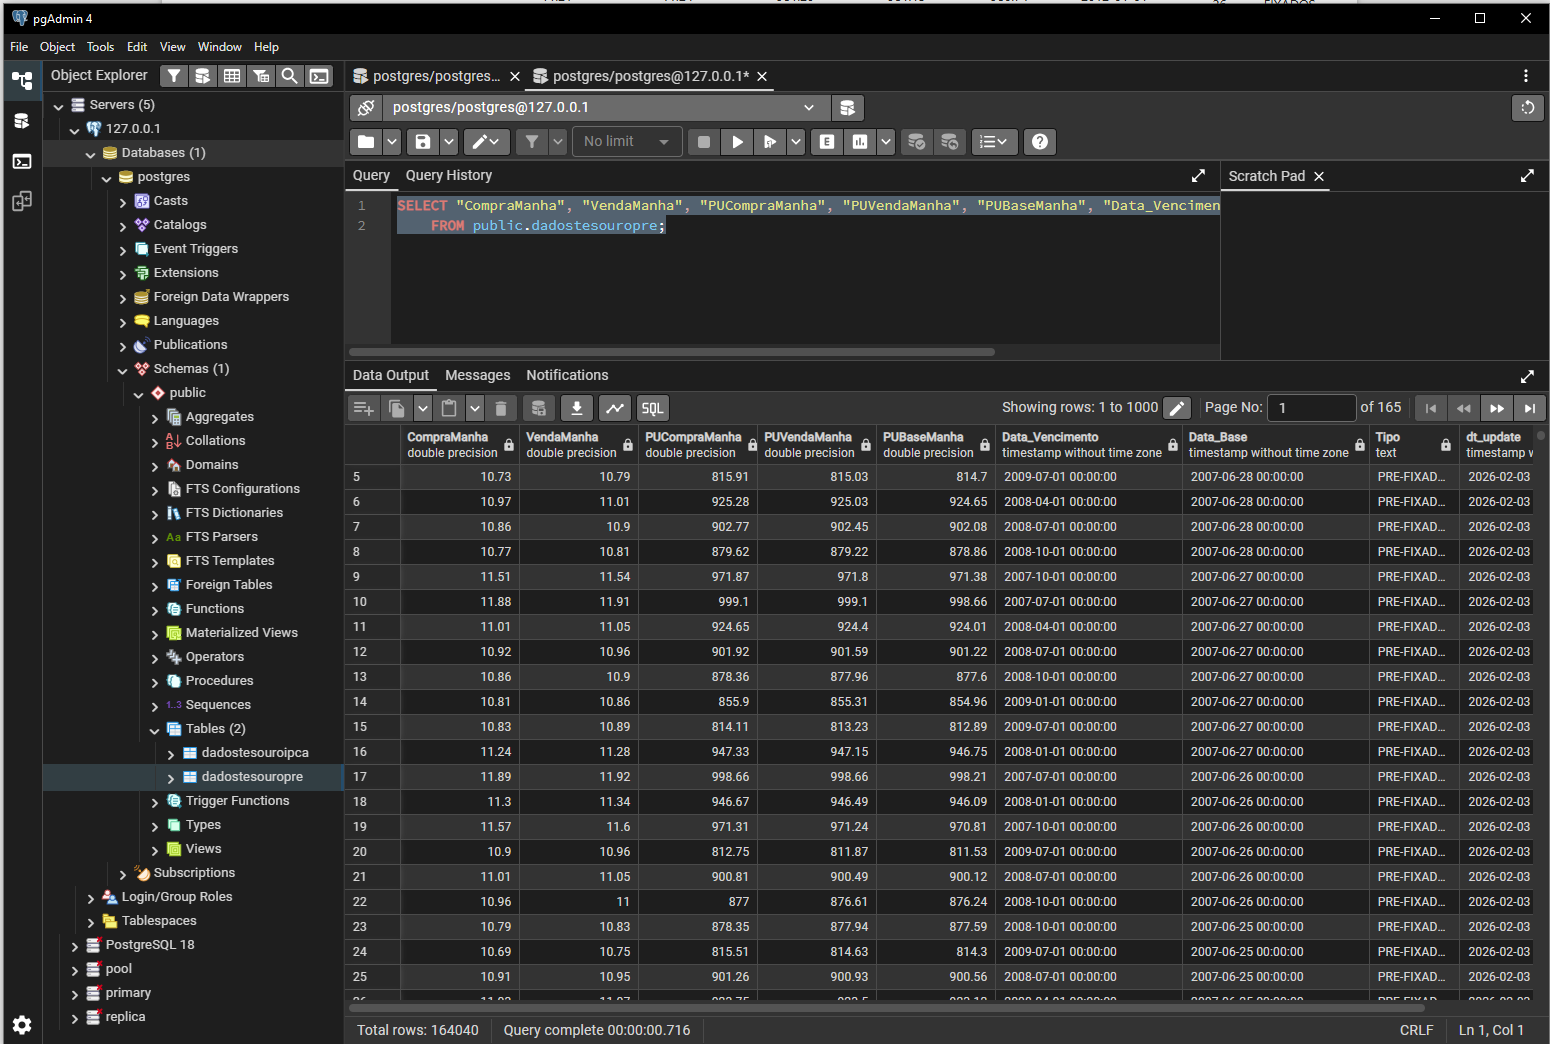 pgAdmin 4
File Object Tools Edit View Window Help
Object Explorer
postgres/postgres...
postgres/postgres@127.0.0.1*
Servers (5)
127.0.0.1
Databases (1)
postgres
Casts
Catalogs
Event Triggers
Extensions
Foreign Data Wrappers
Languages
Publications
Schemas (1)
public
Aggregates
Collations
Domains
FTS Configurations
FTS Dictionaries
Aa FTS Parsers
FTS Templates
Foreign Tables
Functions
Materialized Views
Operators
Procedures
1..3 Sequences
Tables (2)
dadostesouroipca
dadostesouropre
Trigger Functions
Types
Views
Subscriptions
Login/Group Roles
Tablespaces
PostgreSQL 18
pool
primary
replica
postgres/postgres@127.0.0.1
No limit
E
Query Query History
Scratch Pad
1 SELECT "CompraManha", "VendaManha", "PUCompraManha", "PUVendaManha", "PUBaseManha", "Data_Vencimen
2 FROM public.dadostesouropre;
Data Output Messages Notifications
SQL
Showing rows: 1 to 1000 Page No: 1 of 165
CompraManha VendaManha PUCompraManha PUVendaManha PUBaseManha Data_Vencimento Data_Base Tipo dt_update
double precision double precision double precision double precision double precision timestamp without time zone timestamp without time zone text timestamp w
5 10.73 10.79 815.91 815.03 814.7 2009-07-01 00:00:00 2007-06-28 00:00:00 PRE-FIXAD... 2026-02-03
6 10.97 11.01 925.28 925.03 924.65 2008-04-01 00:00:00 2007-06-28 00:00:00 PRE-FIXAD... 2026-02-03
7 10.86 10.9 902.77 902.45 902.08 2008-07-01 00:00:00 2007-06-28 00:00:00 PRE-FIXAD... 2026-02-03
8 10.77 10.81 879.62 879.22 878.86 2008-10-01 00:00:00 2007-06-28 00:00:00 PRE-FIXAD... 2026-02-03
9 11.51 11.54 971.87 971.8 971.38 2007-10-01 00:00:00 2007-06-27 00:00:00 PRE-FIXAD... 2026-02-03
10 11.88 11.91 999.1 999.1 998.66 2007-07-01 00:00:00 2007-06-27 00:00:00 PRE-FIXAD... 2026-02-03
11 11.01 11.05 924.65 924.4 924.01 2008-04-01 00:00:00 2007-06-27 00:00:00 PRE-FIXAD... 2026-02-03
12 10.92 10.96 901.92 901.59 901.22 2008-07-01 00:00:00 2007-06-27 00:00:00 PRE-FIXAD... 2026-02-03
13 10.86 10.9 878.36 877.96 877.6 2008-10-01 00:00:00 2007-06-27 00:00:00 PRE-FIXAD... 2026-02-03
14 10.81 10.86 855.9 855.31 854.96 2009-01-01 00:00:00 2007-06-27 00:00:00 PRE-FIXAD... 2026-02-03
15 10.83 10.89 814.11 813.23 812.89 2009-07-01 00:00:00 2007-06-27 00:00:00 PRE-FIXAD... 2026-02-03
16 11.24 11.28 947.33 947.15 946.75 2008-01-01 00:00:00 2007-06-27 00:00:00 PRE-FIXAD... 2026-02-03
17 11.89 11.92 998.66 998.66 998.21 2007-07-01 00:00:00 2007-06-26 00:00:00 PRE-FIXAD... 2026-02-03
18 11.3 11.34 946.67 946.49 946.09 2008-01-01 00:00:00 2007-06-26 00:00:00 PRE-FIXAD... 2026-02-03
19 11.57 11.6 971.31 971.24 970.81 2007-10-01 00:00:00 2007-06-26 00:00:00 PRE-FIXAD... 2026-02-03
20 10.9 10.96 812.75 811.87 811.53 2009-07-01 00:00:00 2007-06-26 00:00:00 PRE-FIXAD... 2026-02-03
21 11.01 11.05 900.81 900.49 900.12 2008-07-01 00:00:00 2007-06-26 00:00:00 PRE-FIXAD... 2026-02-03
22 10.96 11 877 876.61 876.24 2008-10-01 00:00:00 2007-06-26 00:00:00 PRE-FIXAD... 2026-02-03
23 10.79 10.83 878.35 877.94 877.59 2008-10-01 00:00:00 2007-06-25 00:00:00 PRE-FIXAD... 2026-02-03
24 10.69 10.75 815.51 814.63 814.3 2009-07-01 00:00:00 2007-06-25 00:00:00 PRE-FIXAD... 2026-02-03
25 10.91 10.95 901.26 900.93 900.56 2008-07-01 00:00:00 2007-06-25 00:00:00 PRE-FIXAD... 2026-02-03
Total rows: 164040 Query complete 00:00:00.716 CRLF Ln 1, Col 1